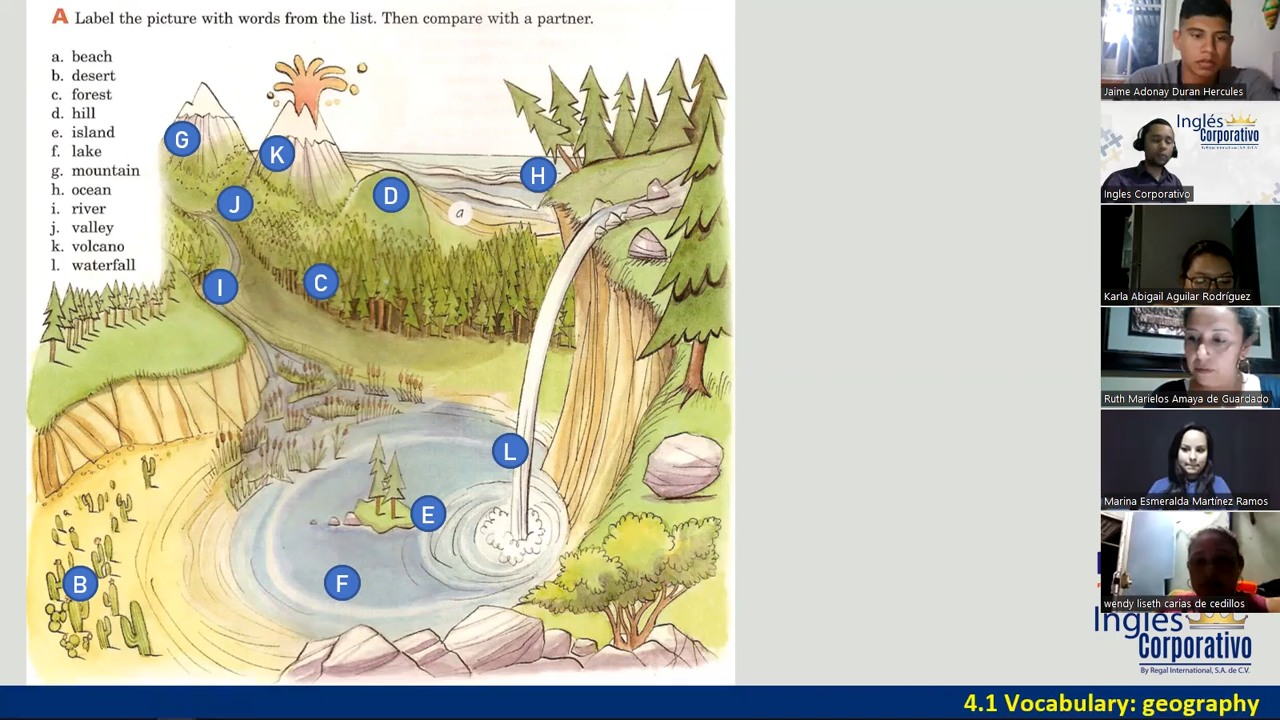 A Label the picture with words from the list. Then compare with a partner.
a. beach
b. desert
c. forest
d. hill
e. island
f. lake
g. mountain
h. ocean
i. river
j. valley
k. volcano
l. waterfall
G
K
H
J
D
a
I
C
L
E
B
F
Jaime Adonay Duran Hercules
Inglés
Corporativo
Ingles Corporativo
Karla Abigail Aguilar Rodríguez
Ruth Marielos Amaya de Guardado
Marina Esmeralda Martínez Ramos
wendy liseth carias de cedillos
Inglés
Corporativo
By Regal International, S.A. de C.V.
4.1 Vocabulary: geography